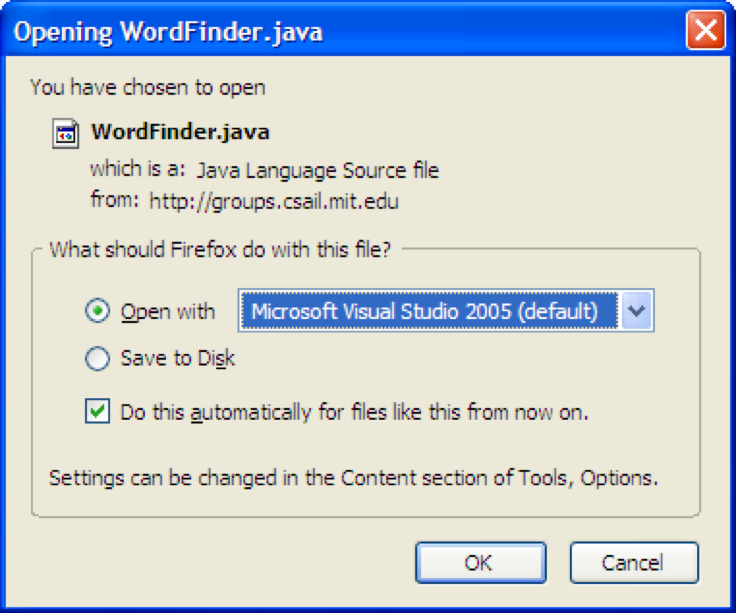 Opening WordFinder.java
You have chosen to open
WordFinder.java
which is a: Java Language Source file
from: http://groups.csail.mit.edu
What should Firefox do with this file?
Open with Microsoft Visual Studio 2005 (default)
Save to Disk
Do this automatically for files like this from now on.
Settings can be changed in the Content section of Tools, Options.
OK Cancel